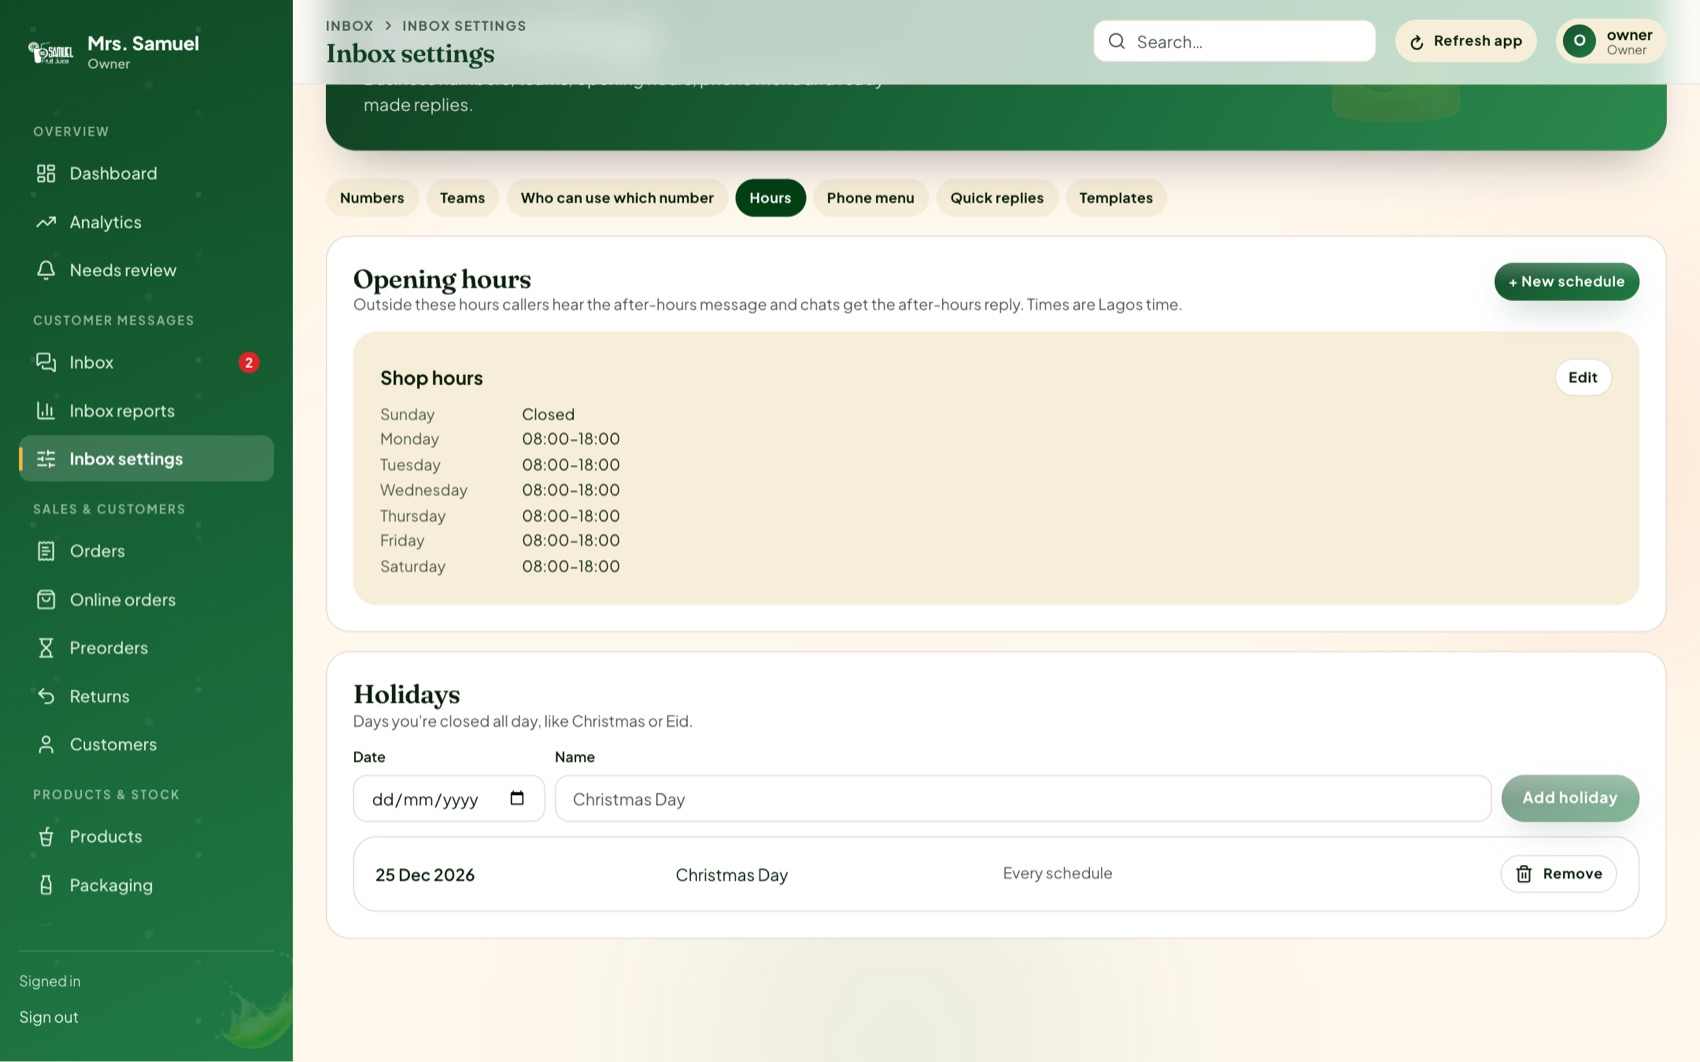 SAMUEL
Fruit Juice
Mrs. Samuel
Owner
OVERVIEW
Dashboard
Analytics
Needs review
CUSTOMER MESSAGES
Inbox 2
Inbox reports
Inbox settings
SALES & CUSTOMERS
Orders
Online orders
Preorders
Returns
Customers
PRODUCTS & STOCK
Products
Packaging
Signed in
Sign out
INBOX > INBOX SETTINGS
Inbox settings
Search...
Refresh app
O
owner
Owner
made replies.
Numbers Teams Who can use which number Hours Phone menu Quick replies Templates
Opening hours
Outside these hours callers hear the after-hours message and chats get the after-hours reply. Times are Lagos time.
+ New schedule
Shop hours
Edit
Sunday Closed
Monday 08:00–18:00
Tuesday 08:00–18:00
Wednesday 08:00–18:00
Thursday 08:00–18:00
Friday 08:00–18:00
Saturday 08:00–18:00
Holidays
Days you're closed all day, like Christmas or Eid.
Date Name
dd/mm/yyyy Christmas Day Add holiday
25 Dec 2026 Christmas Day Every schedule Remove